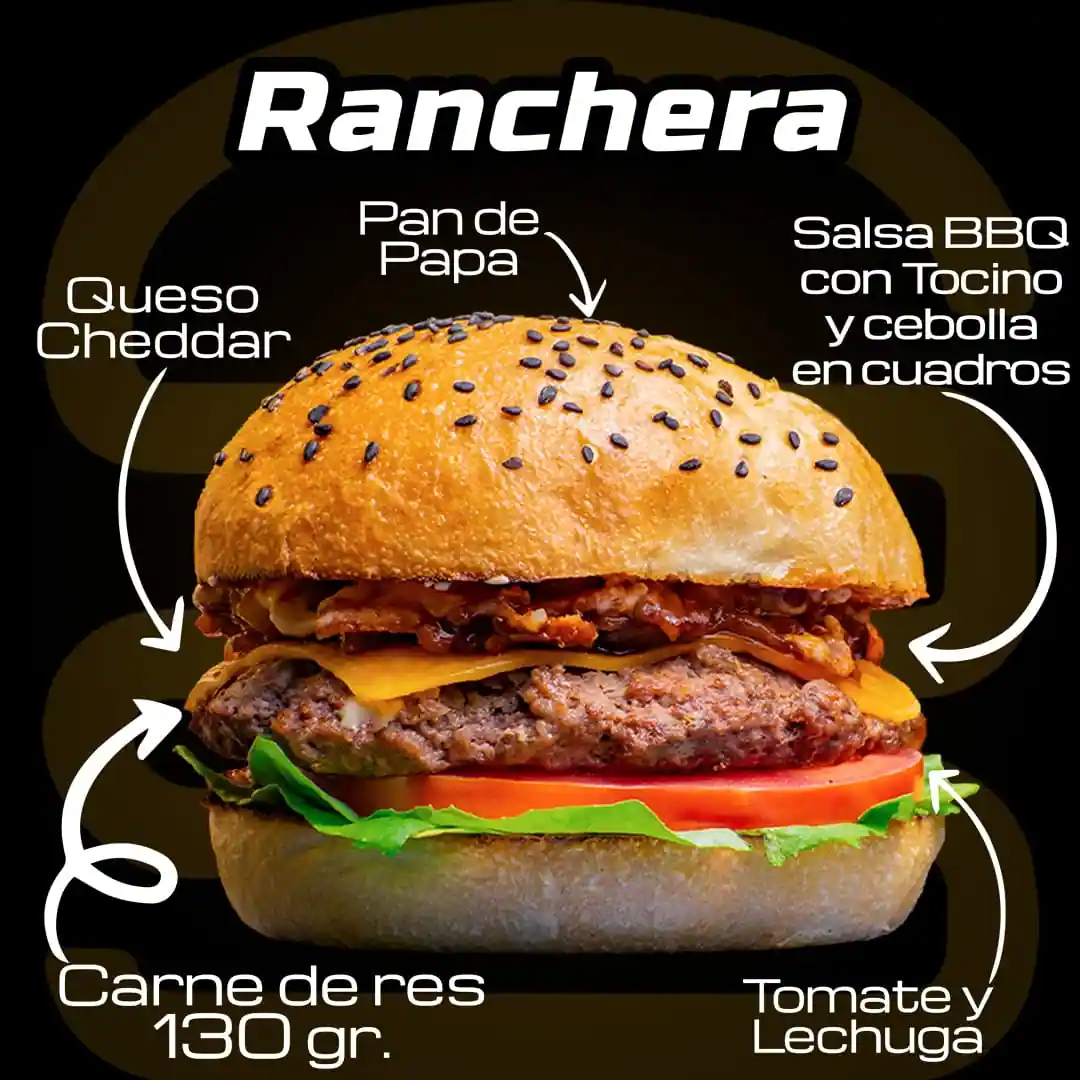 Ranchera
Pan de
Papa
Salsa BBQ
con Tocino
y cebolla
en cuadros
Queso
Cheddar
Carne de res
130 gr.
Tomate y
Lechuga